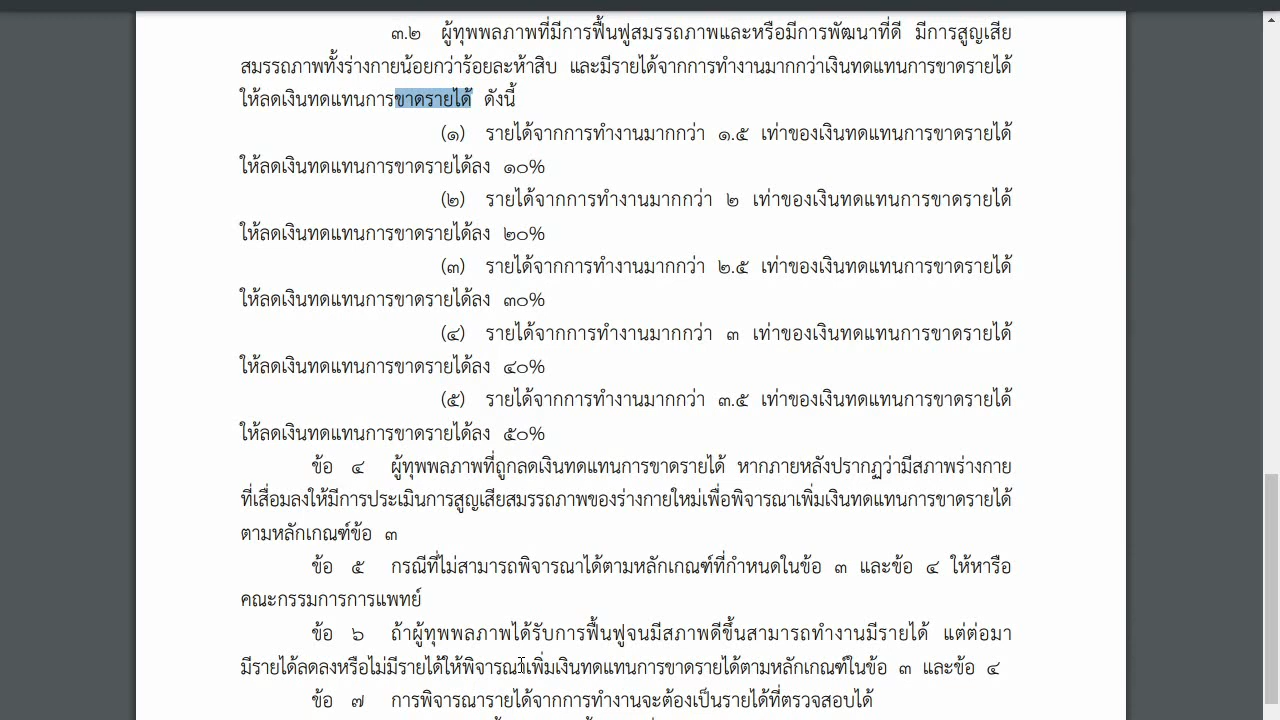 ๓.๒ ผู้ทุพพลภาพที่มีการฟื้นฟูสมรรถภาพและหรือมีการพัฒนาที่ดี มีการสูญเสีย
สมรรถภาพทั้งร่างกายน้อยกว่าร้อยละห้าสิบ และมีรายได้จากการทำงานมากกว่าเงินทดแทนการขาดรายได้
ให้ลดเงินทดแทนการขาดรายได้ ดังนี้
(๑) รายได้จากการทำงานมากกว่า ๑.๕ เท่าของเงินทดแทนการขาดรายได้
ให้ลดเงินทดแทนการขาดรายได้ลง ๑๐%
(๒) รายได้จากการทำงานมากกว่า ๒ เท่าของเงินทดแทนการขาดรายได้
ให้ลดเงินทดแทนการขาดรายได้ลง ๒๐%
(๓) รายได้จากการทำงานมากกว่า ๒.๕ เท่าของเงินทดแทนการขาดรายได้
ให้ลดเงินทดแทนการขาดรายได้ลง ๓๐%
(๔) รายได้จากการทำงานมากกว่า ๓ เท่าของเงินทดแทนการขาดรายได้
ให้ลดเงินทดแทนการขาดรายได้ลง ๔๐%
(๕) รายได้จากการทำงานมากกว่า ๓.๕ เท่าของเงินทดแทนการขาดรายได้
ให้ลดเงินทดแทนการขาดรายได้ลง ๕๐%
ข้อ ๔ ผู้ทุพพลภาพที่ถูกลดเงินทดแทนการขาดรายได้ หากภายหลังปรากฏว่ามีสภาพร่างกาย
ที่เสื่อมลงให้มีการประเมินการสูญเสียสมรรถภาพของร่างกายใหม่เพื่อพิจารณาเพิ่มเงินทดแทนการขาดรายได้
ตามหลักเกณฑ์ข้อ ๓
ข้อ ๕ กรณีที่ไม่สามารถพิจารณาได้ตามหลักเกณฑ์ที่กำหนดในข้อ ๓ และข้อ ๔ ให้หารือ
คณะกรรมการการแพทย์
ข้อ ๖ ถ้าผู้ทุพพลภาพได้รับการฟื้นฟูจนมีสภาพดีขึ้นสามารถทำงานมีรายได้ แต่ต่อมา
มีรายได้ลดลงหรือไม่มีรายได้ให้พิจารณาเพิ่มเงินทดแทนการขาดรายได้ตามหลักเกณฑ์ในข้อ ๓ และข้อ ๔
ข้อ ๗ การพิจารณารายได้จากการทำงานจะต้องเป็นรายได้ที่ตรวจสอบได้